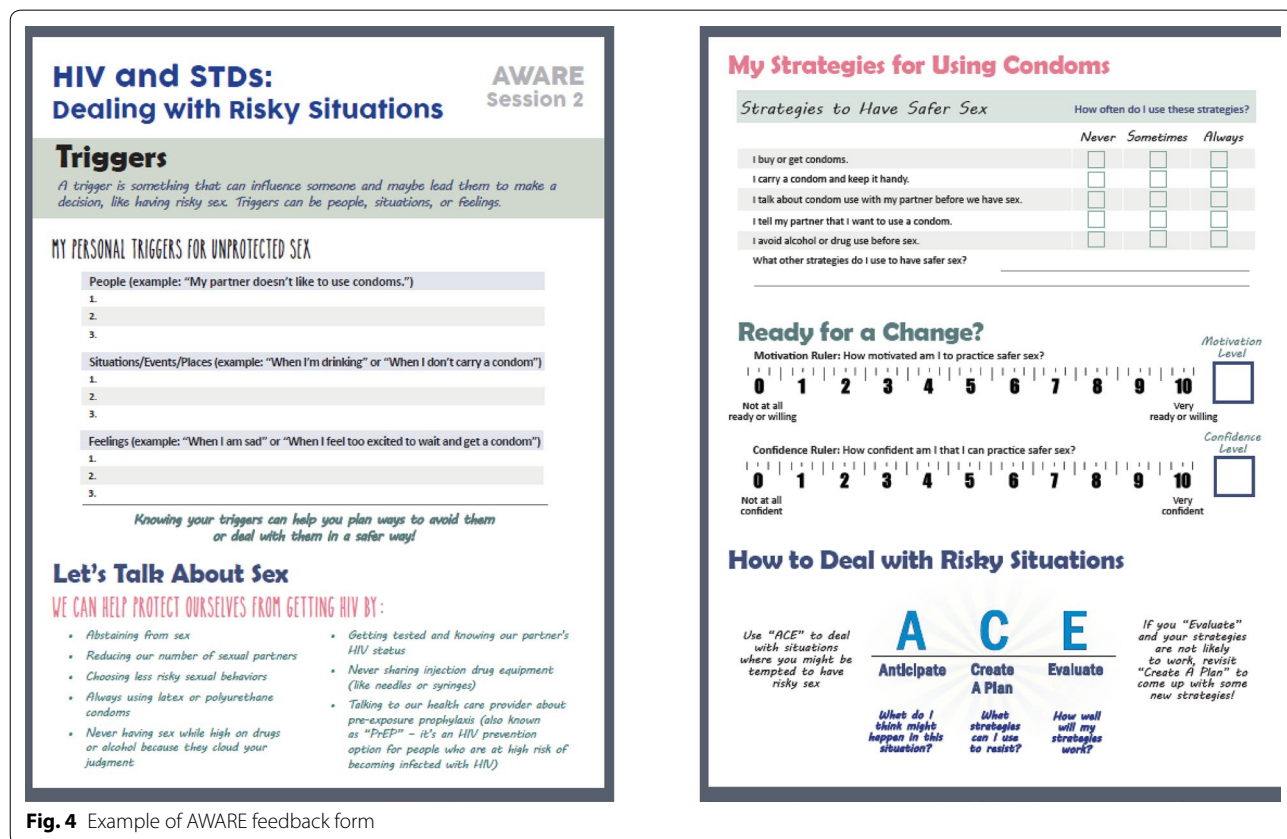 HIV and STDs:
Dealing with Risky Situations
AWARE
Session 2
Triggers
A trigger is something that can influence someone and maybe lead them to make a
decision, like having risky sex. Triggers can be people, situations, or feelings.
MY PERSONAL TRIGGERS FOR UNPROTECTED SEX
People (example: “My partner doesn’t like to use condoms.”)
1.
2.
3.
Situations/Events/Places (example: “When I’m drinking” or “When I don’t carry a condom”)
1.
2.
3.
Feelings (example: “When I am sad” or “When I feel too excited to wait and get a condom”)
1.
2.
3.
Knowing your triggers can help you plan ways to avoid them
or deal with them in a safer way!
Let’s Talk About Sex
WE CAN HELP PROTECT OURSELVES FROM GETTING HIV BY:
• Abstaining from sex
• Reducing our number of sexual partners
• Choosing less risky sexual behaviors
• Always using latex or polyurethane
condoms
• Never having sex while high on drugs
or alcohol because they cloud your
judgment
• Getting tested and knowing our partner’s
HIV status
• Never sharing injection drug equipment
(like needles or syringes)
• Talking to our health care provider about
pre-exposure prophylaxis (also known
as “PrEP” – it’s an HIV prevention
option for people who are at high risk of
becoming infected with HIV)
My Strategies for Using Condoms
Strategies to Have Safer Sex How often do I use these strategies?
Never Sometimes Always
I buy or get condoms.
I carry a condom and keep it handy.
I talk about condom use with my partner before we have sex.
I tell my partner that I want to use a condom.
I avoid alcohol or drug use before sex.
What other strategies do I use to have safer sex?
Ready for a Change?
Motivation Ruler: How motivated am I to practice safer sex?
Motivation
Level
0 1 2 3 4 5 6 7 8 9 10
Not at all
ready or willing
Very
ready or willing
Confidence Ruler: How confident am I that I can practice safer sex?
Confidence
Level
0 1 2 3 4 5 6 7 8 9 10
Not at all
confident
Very
confident
How to Deal with Risky Situations
Use “ACE” to deal
with situations
where you might be
tempted to have
risky sex
A C E
Anticipate
Create
A Plan
Evaluate
What do I
think might
happen in this
situation?
What
strategies
can I use
to resist?
How well
will my
strategies
work?
If you “Evaluate”
and your strategies
are not likely
to work, revisit
“Create A Plan” to
come up with some
new strategies!
Fig. 4 Example of AWARE feedback form